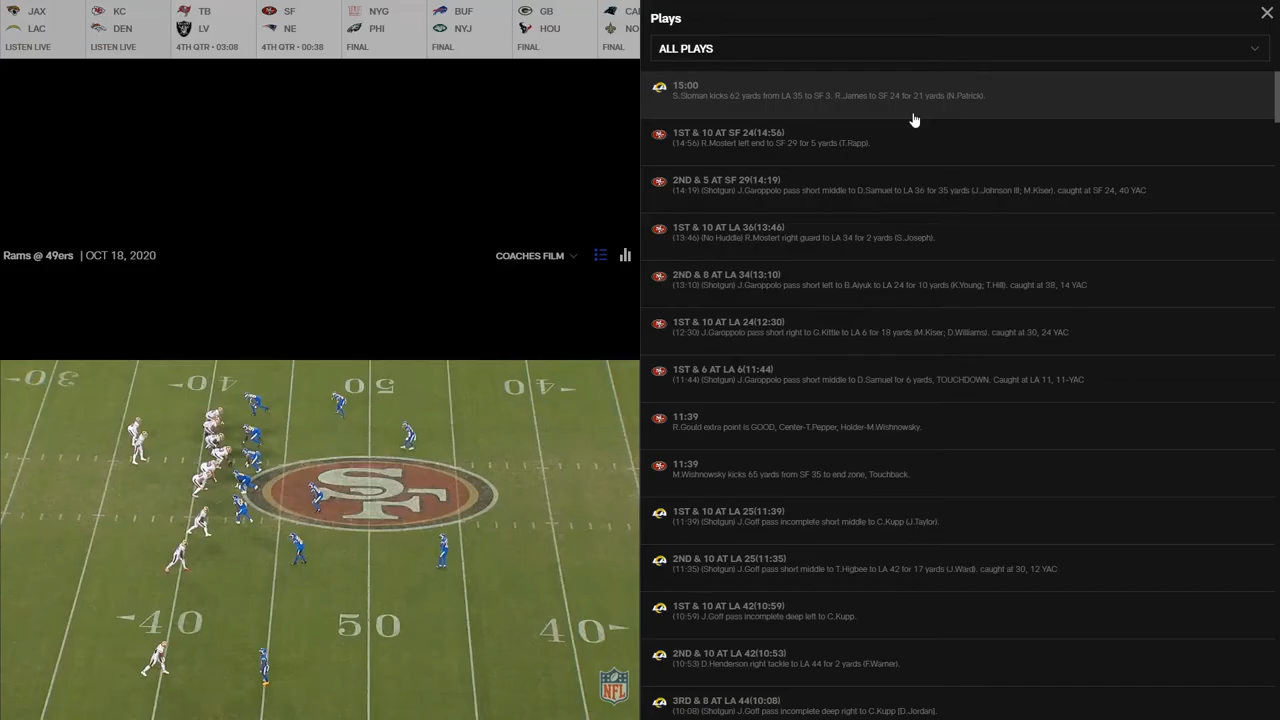 JAX
LAC
LISTEN LIVE
KC
DEN
LISTEN LIVE
TB
LV
4TH QTR • 03:08
SF
NE
4TH QTR • 00:38
NYG
PHI
FINAL
BUF
NYJ
FINAL
GB
HOU
FINAL
CA
NO
FINAL
Rams @ 49ers | OCT 18, 2020
COACHES FILM
30 40 50 40
40 50 40
SF
NFL
Plays
ALL PLAYS
15:00
S.Sloman kicks 62 yards from LA 35 to SF 3. R.James to SF 24 for 21 yards (N.Patrick).
1ST & 10 AT SF 24(14:56)
(14:56) R.Mostert left end to SF 29 for 5 yards (T.Rapp).
2ND & 5 AT SF 29(14:19)
(14:19) (Shotgun) J.Garoppolo pass short middle to D.Samuel to LA 36 for 35 yards (J.Johnson III; M.Kiser). caught at SF 24, 40 YAC
1ST & 10 AT LA 36(13:46)
(13:46) (No Huddle) R.Mostert right guard to LA 34 for 2 yards (S.Joseph).
2ND & 8 AT LA 34(13:10)
(13:10) (Shotgun) J.Garoppolo pass short left to B.Aiyuk to LA 24 for 10 yards (K.Young; T.Hill). caught at 38, 14 YAC
1ST & 10 AT LA 24(12:30)
(12:30) J.Garoppolo pass short right to G.Kittle to LA 6 for 18 yards (M.Kiser; D.Williams). caught at 30, 24 YAC
1ST & 6 AT LA 6(11:44)
(11:44) (Shotgun) J.Garoppolo pass short middle to D.Samuel for 6 yards, TOUCHDOWN. Caught at LA 11, 11-YAC
11:39
R.Gould extra point is GOOD, Center-T.Pepper, Holder-M.Wishnowsky.
11:39
M.Wishnowsky kicks 65 yards from SF 35 to end zone, Touchback.
1ST & 10 AT LA 25(11:39)
(11:39) (Shotgun) J.Goff pass incomplete short middle to C.Kupp (J.Taylor).
2ND & 10 AT LA 25(11:35)
(11:35) (Shotgun) J.Goff pass short middle to T.Higbee to LA 42 for 17 yards (J.Ward). caught at 30, 12 YAC
1ST & 10 AT LA 42(10:59)
(10:59) J.Goff pass incomplete deep left to C.Kupp.
2ND & 10 AT LA 42(10:53)
(10:53) D.Henderson right tackle to LA 44 for 2 yards (F.Warner).
3RD & 8 AT LA 44(10:08)
(10:08) (Shotgun) J.Goff pass incomplete deep right to C.Kupp [D.Jordan].